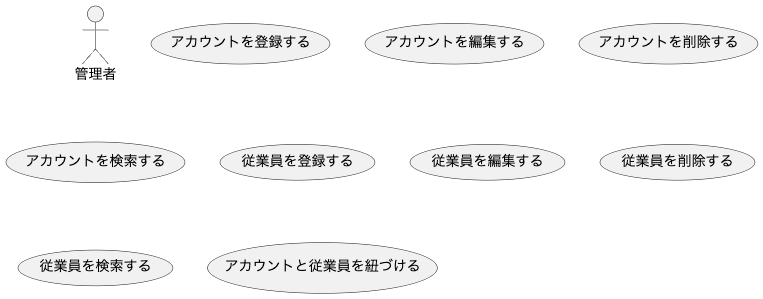 管理者
アカウントを登録する
アカウントを編集する
アカウントを削除する
アカウントを検索する
従業員を登録する
従業員を編集する
従業員を削除する
従業員を検索する
アカウントと従業員を紐づける